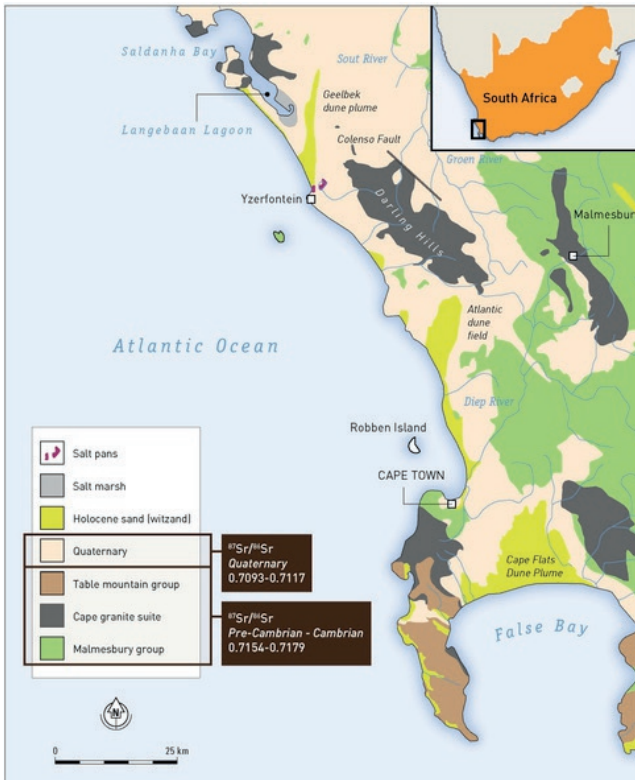 Saldanha Bay
Sout River
South Africa
Geelbek
dune plume
Langebaan Lagoon
Colenso Fault
Groen River
Yzerfontein
Darling Hills
Malmesbur
Atlantic
dune
field
Atlantic Ocean
Diep River
Robben Island
CAPE TOWN
Salt pans
Salt marsh
Holocene sand (witzand)
Quaternary
Table mountain group
Cape granite suite
Malmesbury group
⁸⁷Sr/⁸⁶Sr
Quaternary
0.7093-0.7117
⁸⁷Sr/⁸⁶Sr
Pre-Cambrian - Cambrian
0.7154-0.7179
Cape Flats
Dune Plume
False Bay
N
0 25 km